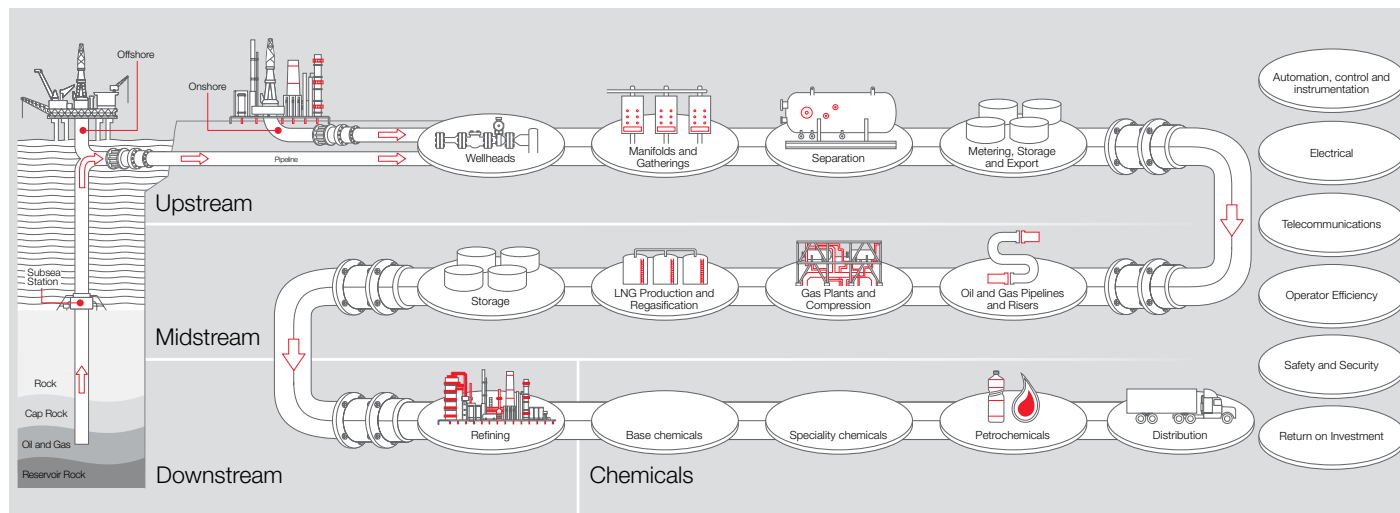 Offshore
Onshore
Pipeline
Wellheads
Manifolds and
Gatherings
Separation
Metering, Storage
and Export
Upstream
Subsea
Station
Storage
LNG Production and
Regasification
Gas Plants and
Compression
Oil and Gas Pipelines
and Risers
Midstream
Rock
Cap Rock
Oil and Gas
Reservoir Rock
Refining
Base chemicals
Speciality chemicals
Petrochemicals
Distribution
Downstream
Chemicals
Automation, control and
instrumentation
Electrical
Telecommunications
Operator Efficiency
Safety and Security
Return on Investment